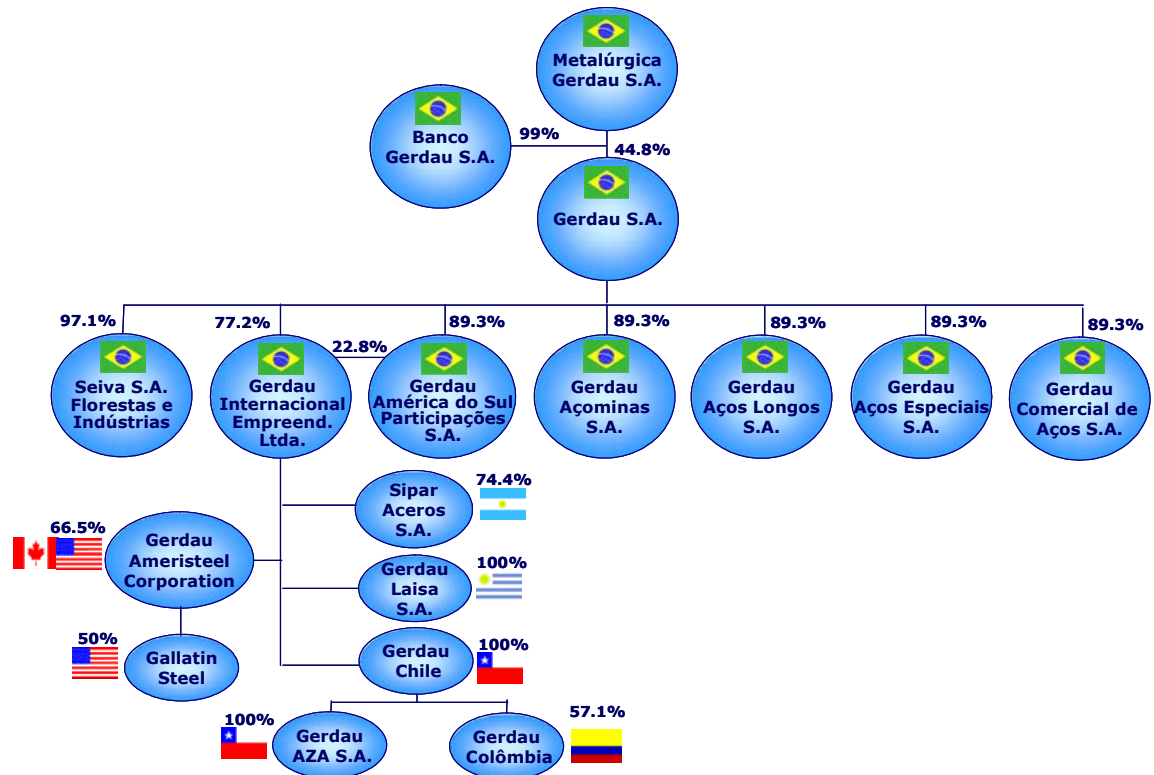 Metalúrgica
Gerdau S.A.
Banco
Gerdau S.A.
99%
44.8%
Gerdau S.A.
97.1%
77.2%
89.3%
89.3%
89.3%
89.3%
89.3%
22.8%
Seiva S.A.
Florestas e
Indústrias
Gerdau
Internacional
Empreend.
Ltda.
Gerdau
América do Sul
Participações
S.A.
Gerdau
Açominas
S.A.
Gerdau
Aços Longos
S.A.
Gerdau
Aços Especiais
S.A.
Gerdau
Comercial de
Aços S.A.
Sipar
Aceros
S.A.
74.4%
66.5%
Gerdau
Ameristeel
Corporation
Gerdau
Laisa
S.A.
100%
50%
Gallatin
Steel
Gerdau
Chile
100%
100%
Gerdau
AZA S.A.
Gerdau
Colômbia
57.1%